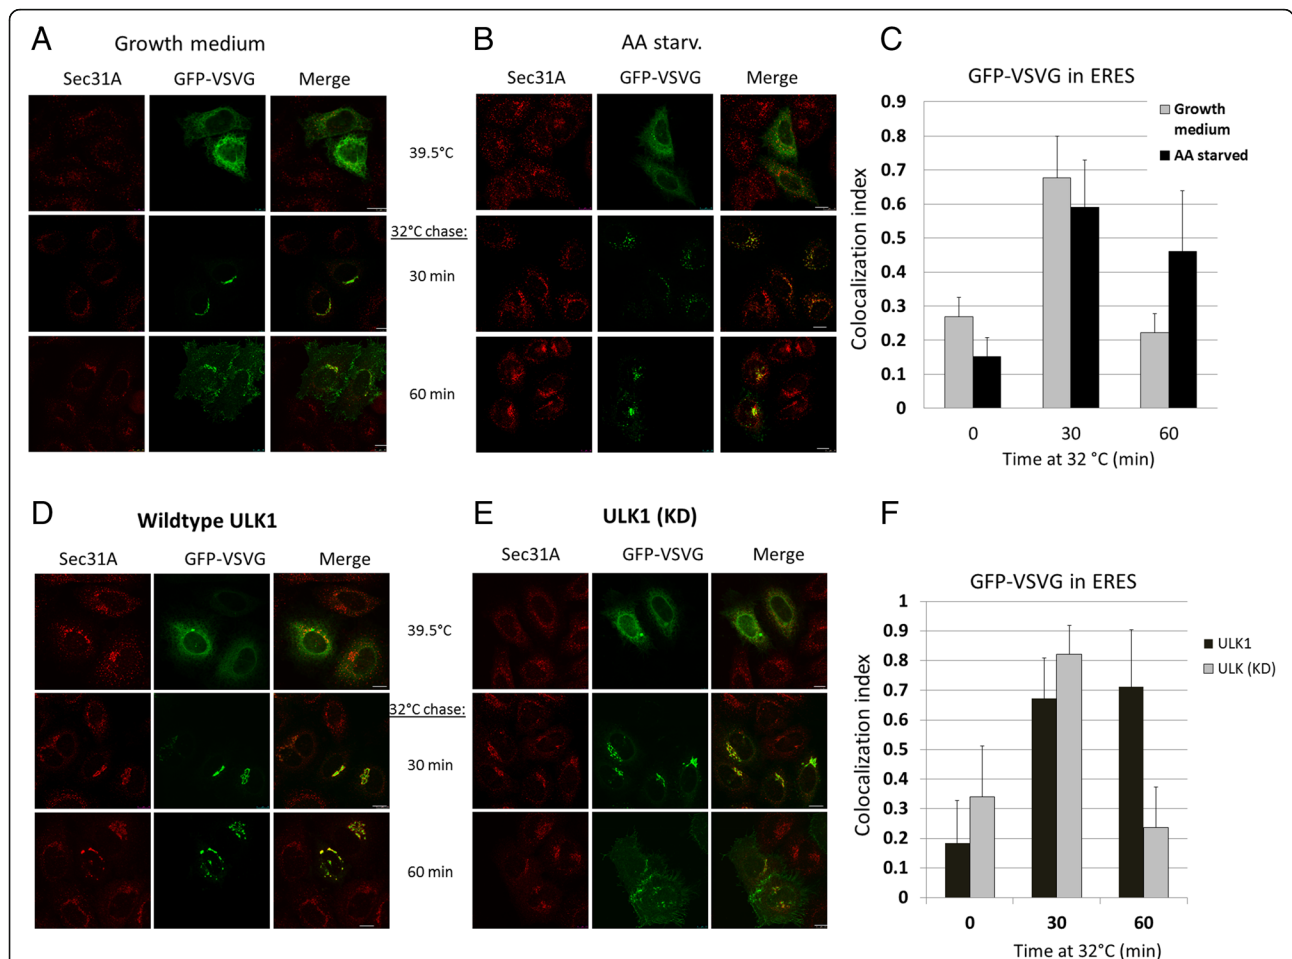 A
Growth medium
Sec31A GFP-VSVG Merge
39.5°C
32°C chase:
30 min
60 min
B
AA starv.
Sec31A GFP-VSVG Merge
C
GFP-VSVG in ERES
Growth
medium
AA starved
Colocalization index
0.9
0.8
0.7
0.6
0.5
0.4
0.3
0.2
0.1
0
0 30 60
Time at 32 °C (min)
D
Wildtype ULK1
Sec31A GFP-VSVG Merge
39.5°C
32°C chase:
30 min
60 min
E
ULK1 (KD)
Sec31A GFP-VSVG Merge
F
GFP-VSVG in ERES
ULK1
ULK (KD)
Colocalization index
1
0.9
0.8
0.7
0.6
0.5
0.4
0.3
0.2
0.1
0
0 30 60
Time at 32°C (min)